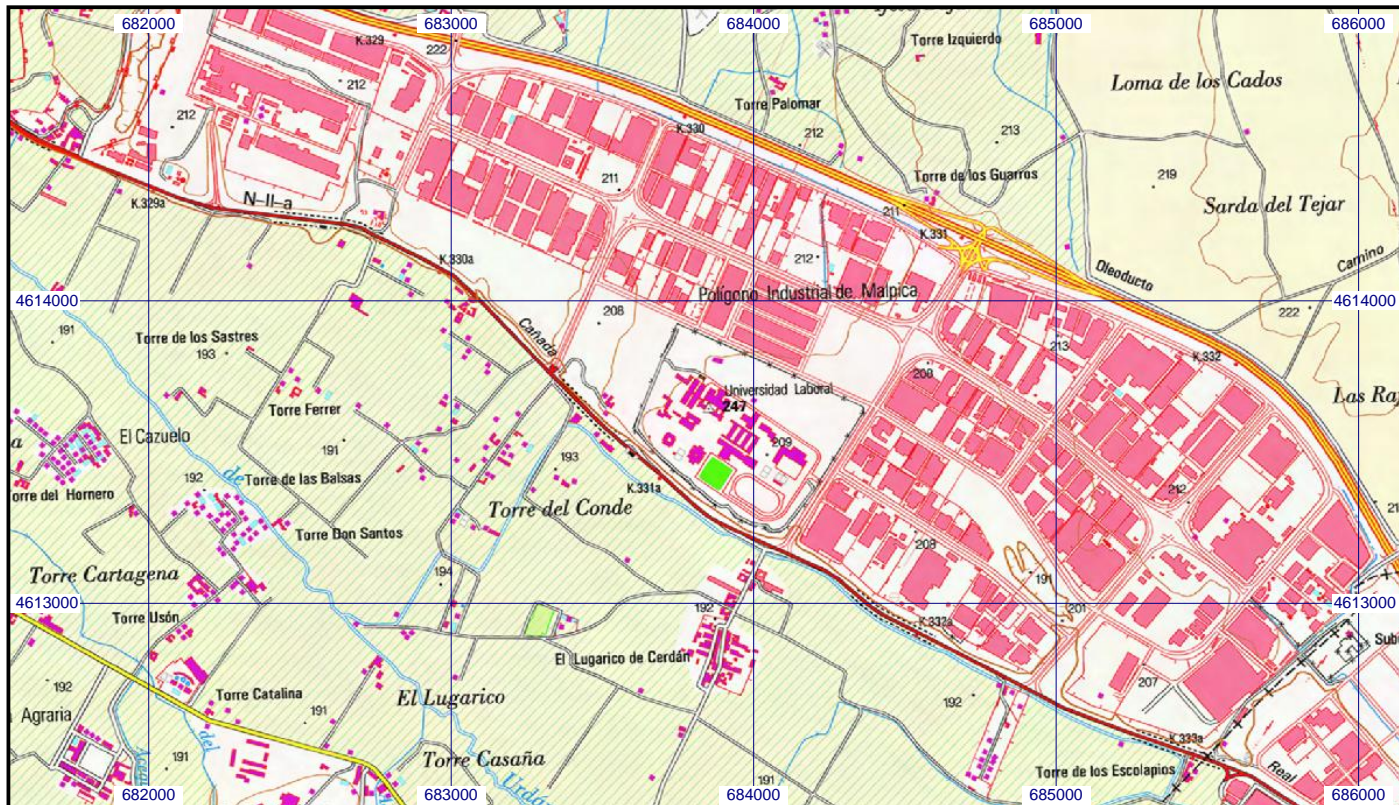 682000
683000
684000
685000
686000
K.329
222
Torre Izquierdo
Loma de los Cados
212
212
Torre Palomar
212
K.330
212
213
Torre de los Guarros
219
211
211
Sarda del Tejar
K.329a
N-II-a
K.331
K.330a
212
Oleoducto
Camino
4614000
Polígono Industrial de Malpica
4614000
191
208
222
Torre de los Sastres
193
Cañada
213
K.332
208
Universidad Laboral
247
Torre Ferrer
El Cazuelo
191
209
192
de
Torre de las Balsas
193
K.331a
212
orre del Hornero
Torre del Conde
Torre Don Santos
208
Torre Cartagena
194
191
4613000
192
201
4613000
Torre Usón
K.332a
El Lugarico de Cerdán
192
Torre Catalina
El Lugarico
192
207
Agraria
191
del
K.333a
Torre Casaña
191
191
Torre de los Escolapios
Real
Urdán
682000
683000
684000
685000
686000